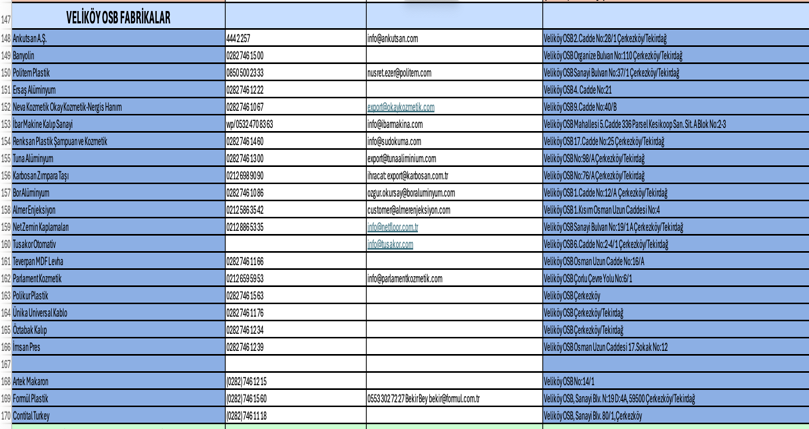 147 VELİKÖY OSB FABRİKALAR
148 Ankutsan A.Ş. 444 2 257 info@ankutsan.com Veliköy OSB 2. Cadde No:28/1 Çerkezköy/Tekirdağ
149 Banyolin 0282 746 15 00 Veliköy OSB Organize Bulvarı No:110 Çerkezköy/Tekirdağ
150 Politem Plastik 0850 500 23 33 nusret.ezer@politem.com Veliköy OSB Sanayi Bulvarı No:37/1 Çerkezköy/Tekirdağ
151 Ersaş Alüminyum 0282 746 12 22 Veliköy OSB 4. Cadde No:21
152 Neva Kozmetik Okay Kozmetik-Nergis Hanım 0282 746 10 67 export@okaykozmetik.com Veliköy OSB 9. Cadde No:40/B
153 İbar Makine Kalıp Sanayi wp/0532 470 83 63 info@ibarmakina.com Veliköy OSB Mahallesi 5.Cadde 336 Parsel Kesikoop San. Sit. A Blok No:2-3
154 Renksan Plastik Şampuan ve Kozmetik 0282 746 14 60 info@sudokuma.com Veliköy OSB 17. Cadde No:25 Çerkezköy/Tekirdağ
155 Tuna Alüminyum 0282 746 13 00 export@tunaaliminium.com Veliköy OSB No:98/A Çerkezköy/Tekirdağ
156 Karbosan Zımpara Taşı 0212 698 90 90 ihracat: export@karbosan.com.tr Veliköy OSB No:76/A Çerkezköy/Tekirdağ
157 Bor Alüminyum 0282 746 10 86 ozgur.okursay@boraluminyum.com Veliköy OSB 1. Cadde No:12/A Çerkezköy/Tekirdağ
158 Almer Enjeksiyon 0212 586 35 42 customer@almerenjeksiyon.com Veliköy OSB 1. Kısım Osman Uzun Caddesi No:4
159 Net Zemin Kaplamaları 0212 886 53 35 info@netfloor.com.tr Veliköy OSB Sanayi Bulvarı No:19/1 A Çerkezköy/Tekirdağ
160 Tusakor Otomativ info@tusakor.com Veliköy OSB 6. Cadde No:2-4/1 Çerkezköy/Tekirdağ
161 Teverpan MDF Levha 0282 746 11 66 Veliköy OSB Osman Uzun Cadde No:16/A
162 Parlament Kozmetik 0212 659 59 53 info@parlamentkozmetik.com Veliköy OSB Çorlu Çevre Yolu No:6/1
163 Polikur Plastik 0282 746 15 63 Veliköy OSB Çerkezköy
164 Ünika Universal Kablo 0282 746 11 76 Veliköy OSB Çerkezköy/Tekirdağ
165 Öztabak Kalıp 0282 746 12 34 Veliköy OSB Çerkezköy/Tekirdağ
166 İmsan Pres 0282 746 12 39 Veliköy OSB Osman Uzun Caddesi 17. Sokak No:12
167
168 Artek Makaron (0282) 746 12 15 Veliköy OSB No:14/1
169 Formül Plastik (0282) 746 15 60 0553 302 72 27 Bekir Bey bekir@formul.com.tr Veliköy OSB, Sanayi Blv. N:19 D:4A, 59500 Çerkezköy/Tekirdağ
170 Contital Turkey (0282) 746 11 18 Veliköy OSB, Sanayi Blv. 80/1, Çerkezköy